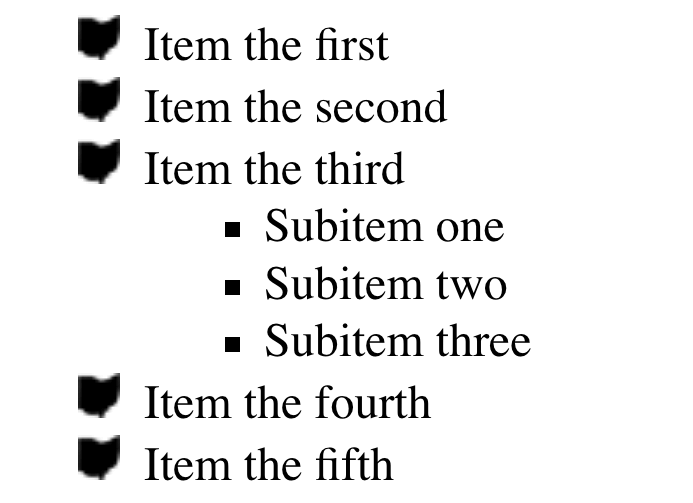 Item the first
Item the second
Item the third
Subitem one
Subitem two
Subitem three
Item the fourth
Item the fifth